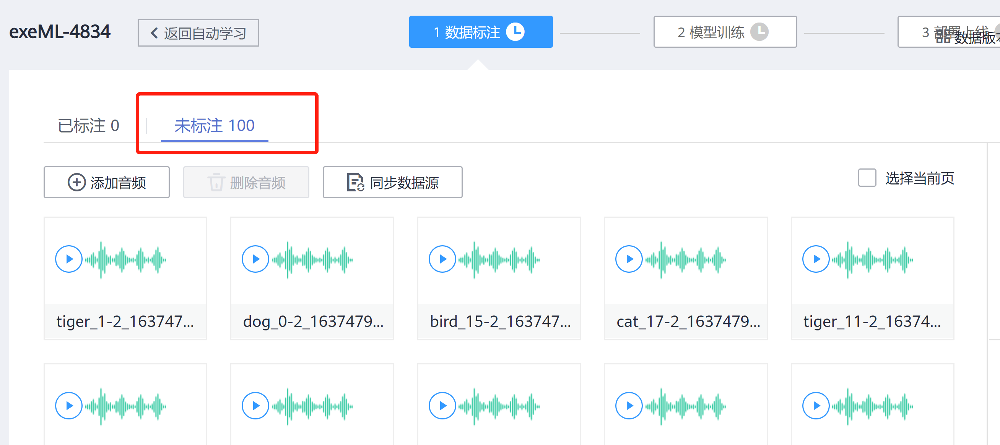 exeML-4834
返回自动学习
1 数据标注
2 模型训练
3 部署上线
数据版
已标注 0
未标注 100
添加音频
删除音频
同步数据源
选择当前页
tiger_1-2_163747...
dog_0-2_1637479...
bird_15-2_163747...
cat_17-2_1637479...
tiger_11-2_16374...